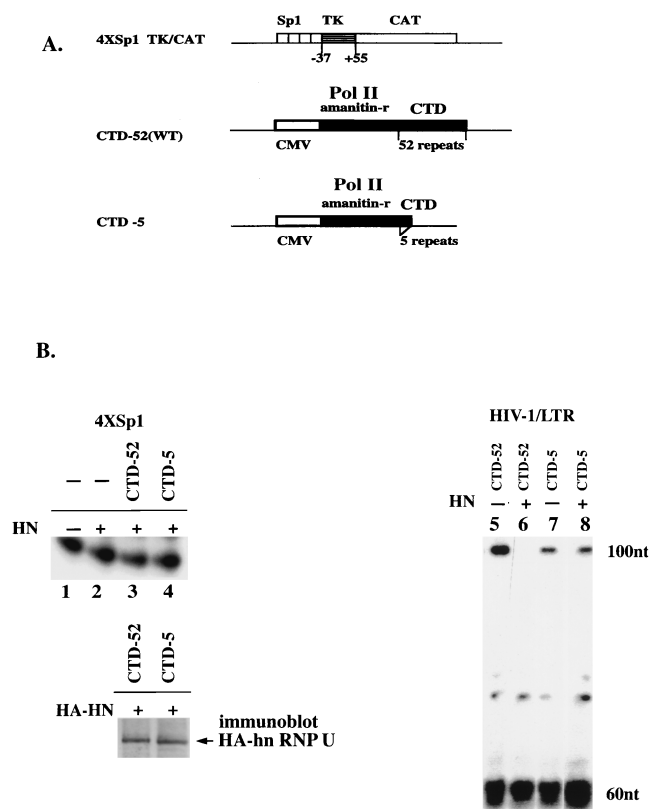 A.
Sp1 TK CAT
4XSp1 TK/CAT
-37 +55
Pol II
amanitin-r CTD
CTD-52(WT)
CMV 52 repeats
Pol II
amanitin-r CTD
CTD -5
CMV 5 repeats
B.
4XSp1
— — CTD-52 CTD-5
HN — + + +
1 2 3 4
CTD-52 CTD-5
HA-HN + +
immunoblot
HA-hn RNP U
HIV-1/LTR
CTD-52 CTD-52 CTD-5 CTD-5
HN — + — +
5 6 7 8
100nt
60nt